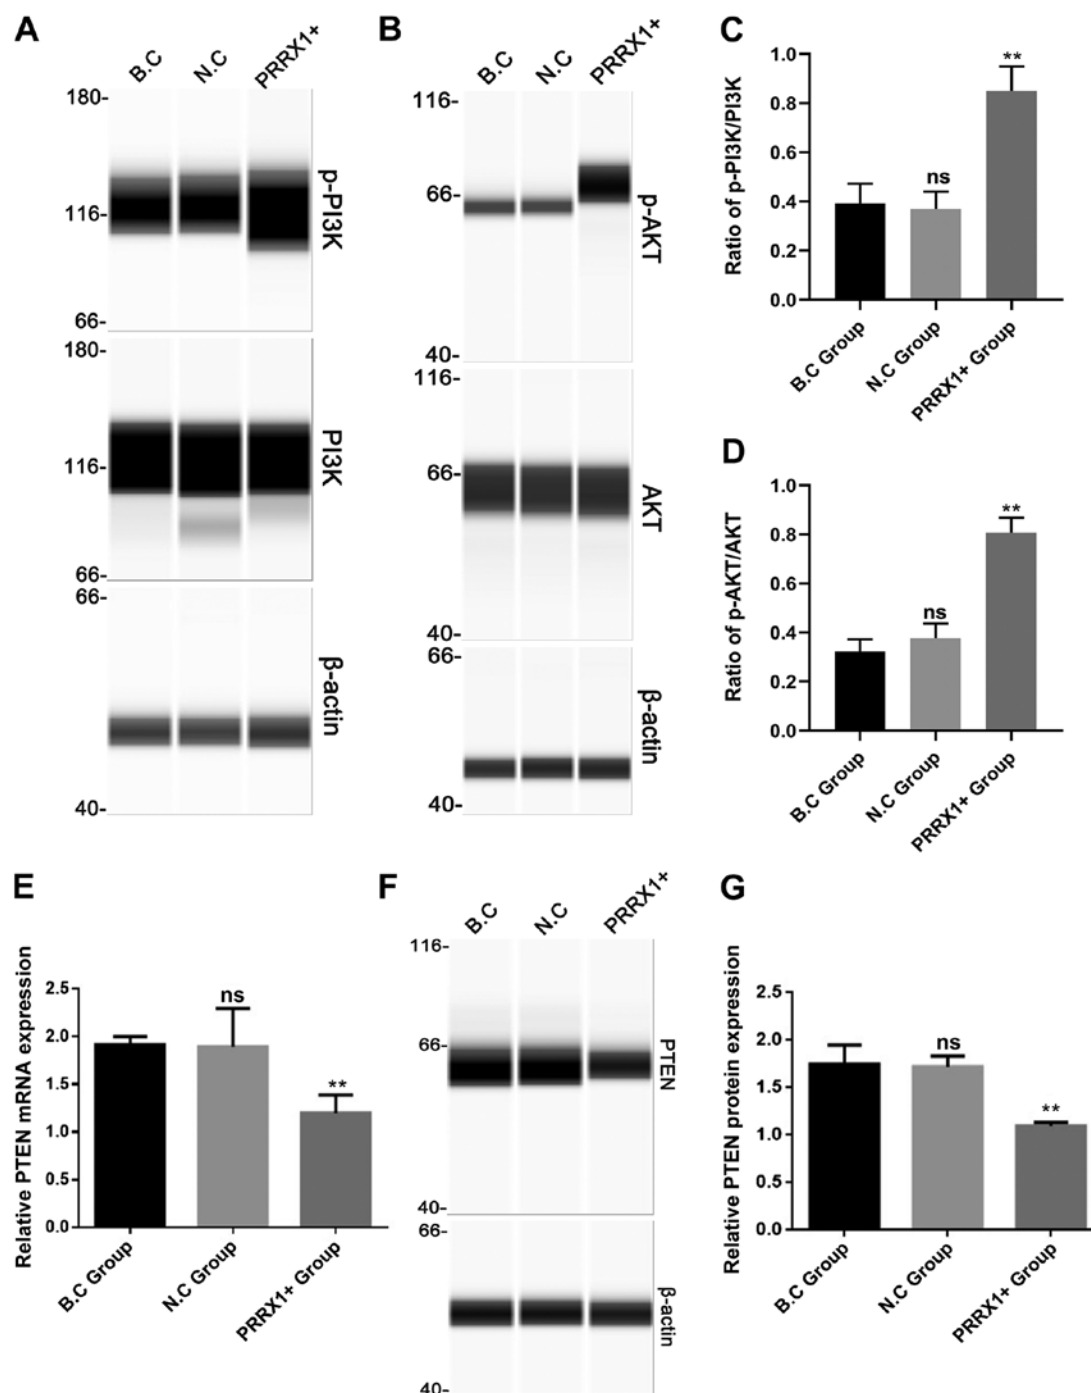 A
B.C
N.C
PRRX1+
180-
116-
66-
p-PI3K
180-
116-
66-
PI3K
66-
40-
β-actin
B
B.C
N.C
PRRX1+
116-
66-
40-
p-AKT
116-
66-
40-
AKT
66-
40-
β-actin
C
Ratio of p-PI3K/PI3K
1.0
0.8
0.6
0.4
0.2
0.0
ns
**
B.C Group
N.C Group
PRRX1+ Group
D
Ratio of p-AKT/AKT
1.0
0.8
0.6
0.4
0.2
0.0
ns
**
B.C Group
N.C Group
PRRX1+ Group
E
Relative PTEN mRNA expression
2.5
2.0
1.5
1.0
0.5
0.0
ns
**
B.C Group
N.C Group
PRRX1+ Group
F
B.C
N.C
PRRX1+
116-
66-
40-
PTEN
66-
40-
β-actin
G
Relative PTEN protein expression
2.5
2.0
1.5
1.0
0.5
0.0
ns
**
B.C Group
N.C Group
PRRX1+ Group